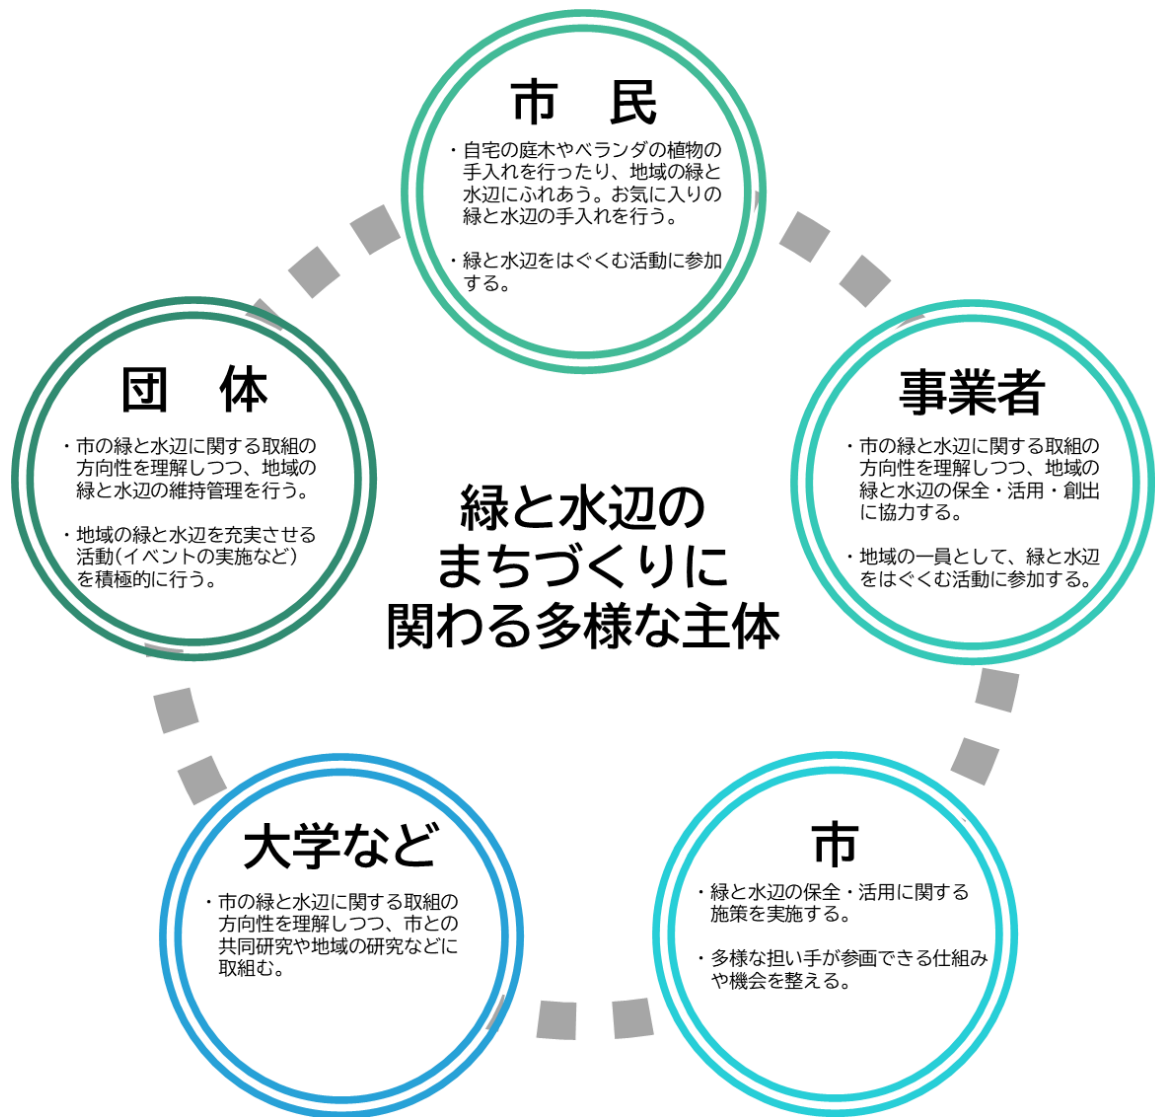 市　民
・自宅の庭木やベランダの植物の
手入れを行ったり、地域の緑と
水辺にふれあう。お気に入りの
緑と水辺の手入れを行う。
・緑と水辺をはぐくむ活動に参加
する。
団　体
・市の緑と水辺に関する取組の
方向性を理解しつつ、地域の
緑と水辺の維持管理を行う。
・地域の緑と水辺を充実させる
活動(イベントの実施など)
を積極的に行う。
緑と水辺の
まちづくりに
関わる多様な主体
事業者
・市の緑と水辺に関する取組の
方向性を理解しつつ、地域の
緑と水辺の保全・活用・創出
に協力する。
・地域の一員として、緑と水辺
をはぐくむ活動に参加する。
大学など
・市の緑と水辺に関する取組の
方向性を理解しつつ、市との
共同研究や地域の研究などに
取組む。
市
・緑と水辺の保全・活用に関する
施策を実施する。
・多様な担い手が参画できる仕組み
や機会を整える。